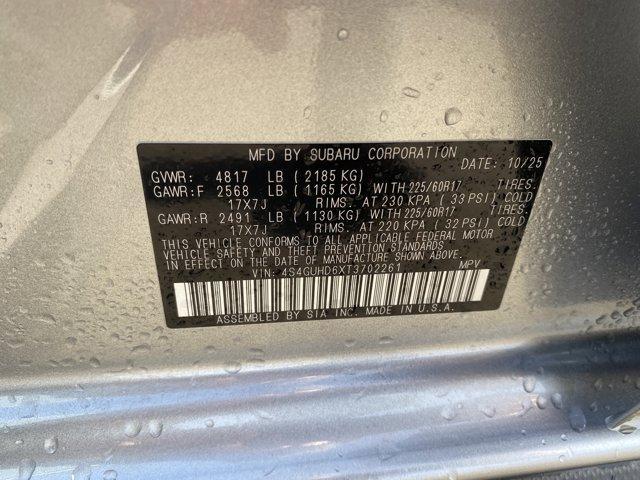 MFD BY SUBARU CORPORATION
DATE: 10/25
GVWR: 4817 LB ( 2185 KG)
GAWR:F 2568 LB ( 1165 KG) WITH 225/60R17 TIRES.
17X7J RIMS. AT 230 KPA ( 33 PSI) COLD
GAWR:R 2491 LB ( 1130 KG) WITH 225/60R17 TIRES.
17X7J RIMS. AT 220 KPA ( 32 PSI) COLD
THIS VEHICLE CONFORMS TO ALL APPLICABLE FEDERAL MOTOR
VEHICLE SAFETY AND THEFT PREVENTION STANDARDS
IN EFFECT ON THE DATE OF MANUFACTURE SHOWN ABOVE.
VIN: 4S4GUHD6XT3702261 MPV
ASSEMBLED BY SIA INC. MADE IN U.S.A.